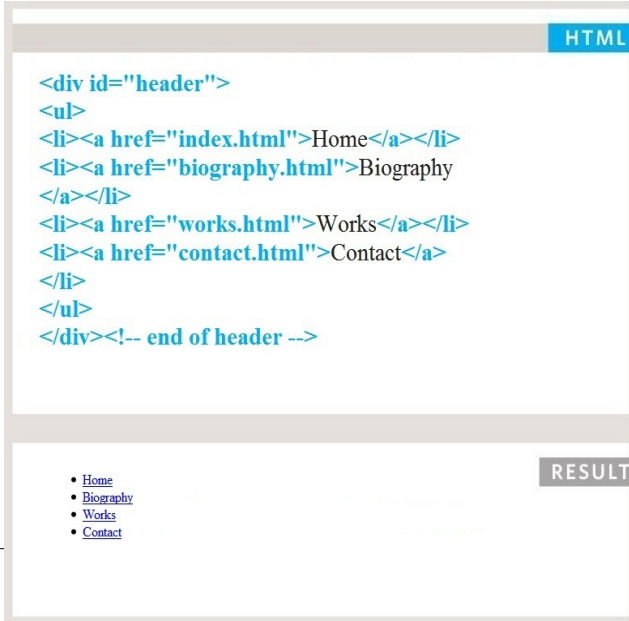 HTML
<div id="header">
<ul>
<li><a href="index.html">Home</a></li>
<li><a href="biography.html">Biography
</a></li>
<li><a href="works.html">Works</a></li>
<li><a href="contact.html">Contact</a>
</li>
</ul>
</div><!-- end of header -->
RESULT
• Home
• Biography
• Works
• Contact